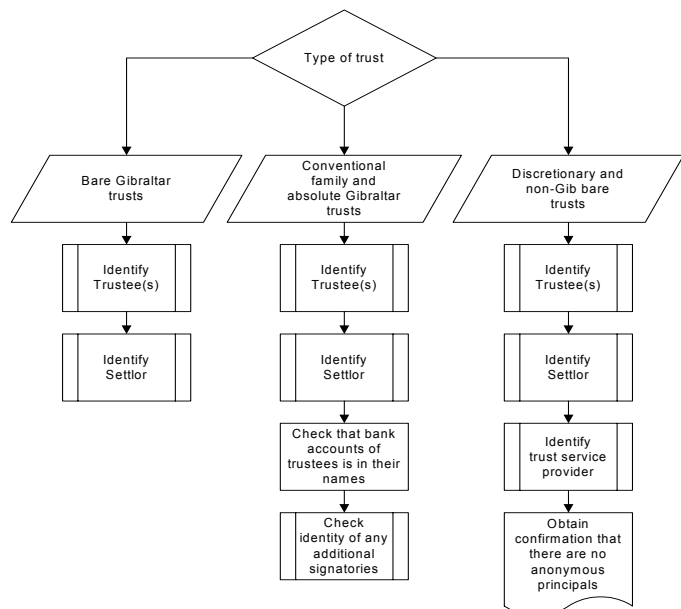 Type of trust
Bare Gibraltar
trusts
Conventional
family and
absolute Gibraltar
trusts
Discretionary and
non-Gib bare
trusts
Identify
Trustee(s)
Identify
Settlor
Identify
Trustee(s)
Identify
Settlor
Check that bank
accounts of
trustees is in their
names
Check
identity of any
additional
signatories
Identify
Trustee(s)
Identify
Settlor
Identify
trust service
provider
Obtain
confirmation that
there are no
anonymous
principals